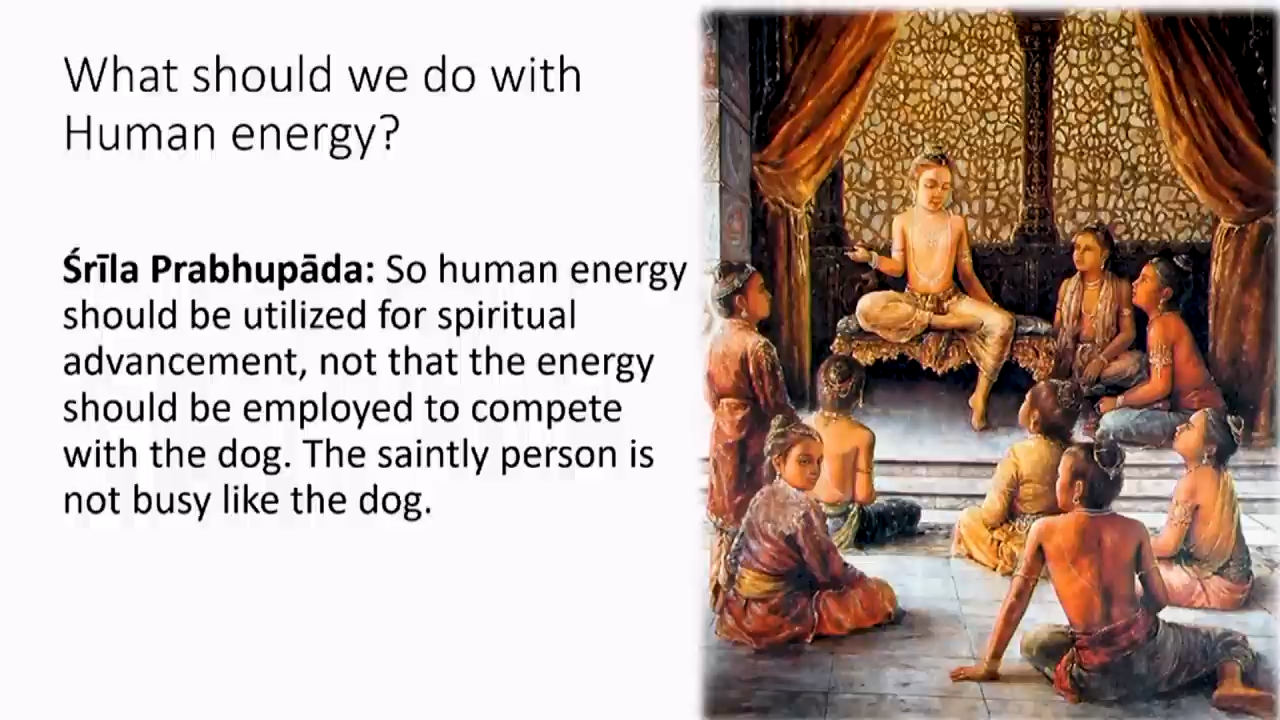 What should we do with
Human energy?
Śrīla Prabhupāda: So human energy
should be utilized for spiritual
advancement, not that the energy
should be employed to compete
with the dog. The saintly person is
not busy like the dog.